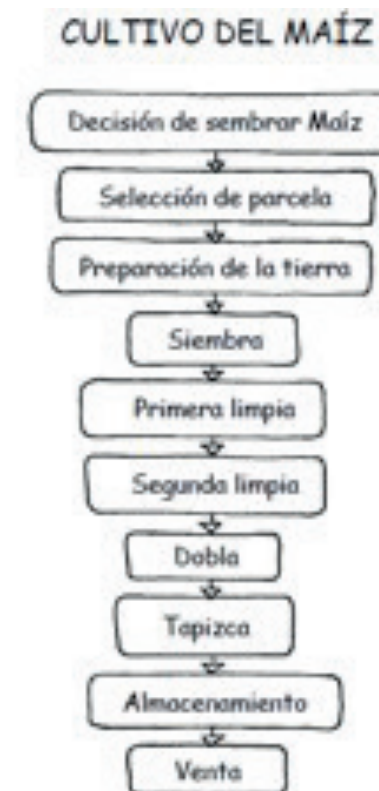 CULTIVO DEL MAÍZ
Decisión de sembrar Maíz
Selección de parcela
Preparación de la tierra
Siembra
Primera limpia
Segunda limpia
Dobla
Tapizca
Almacenamiento
Venta